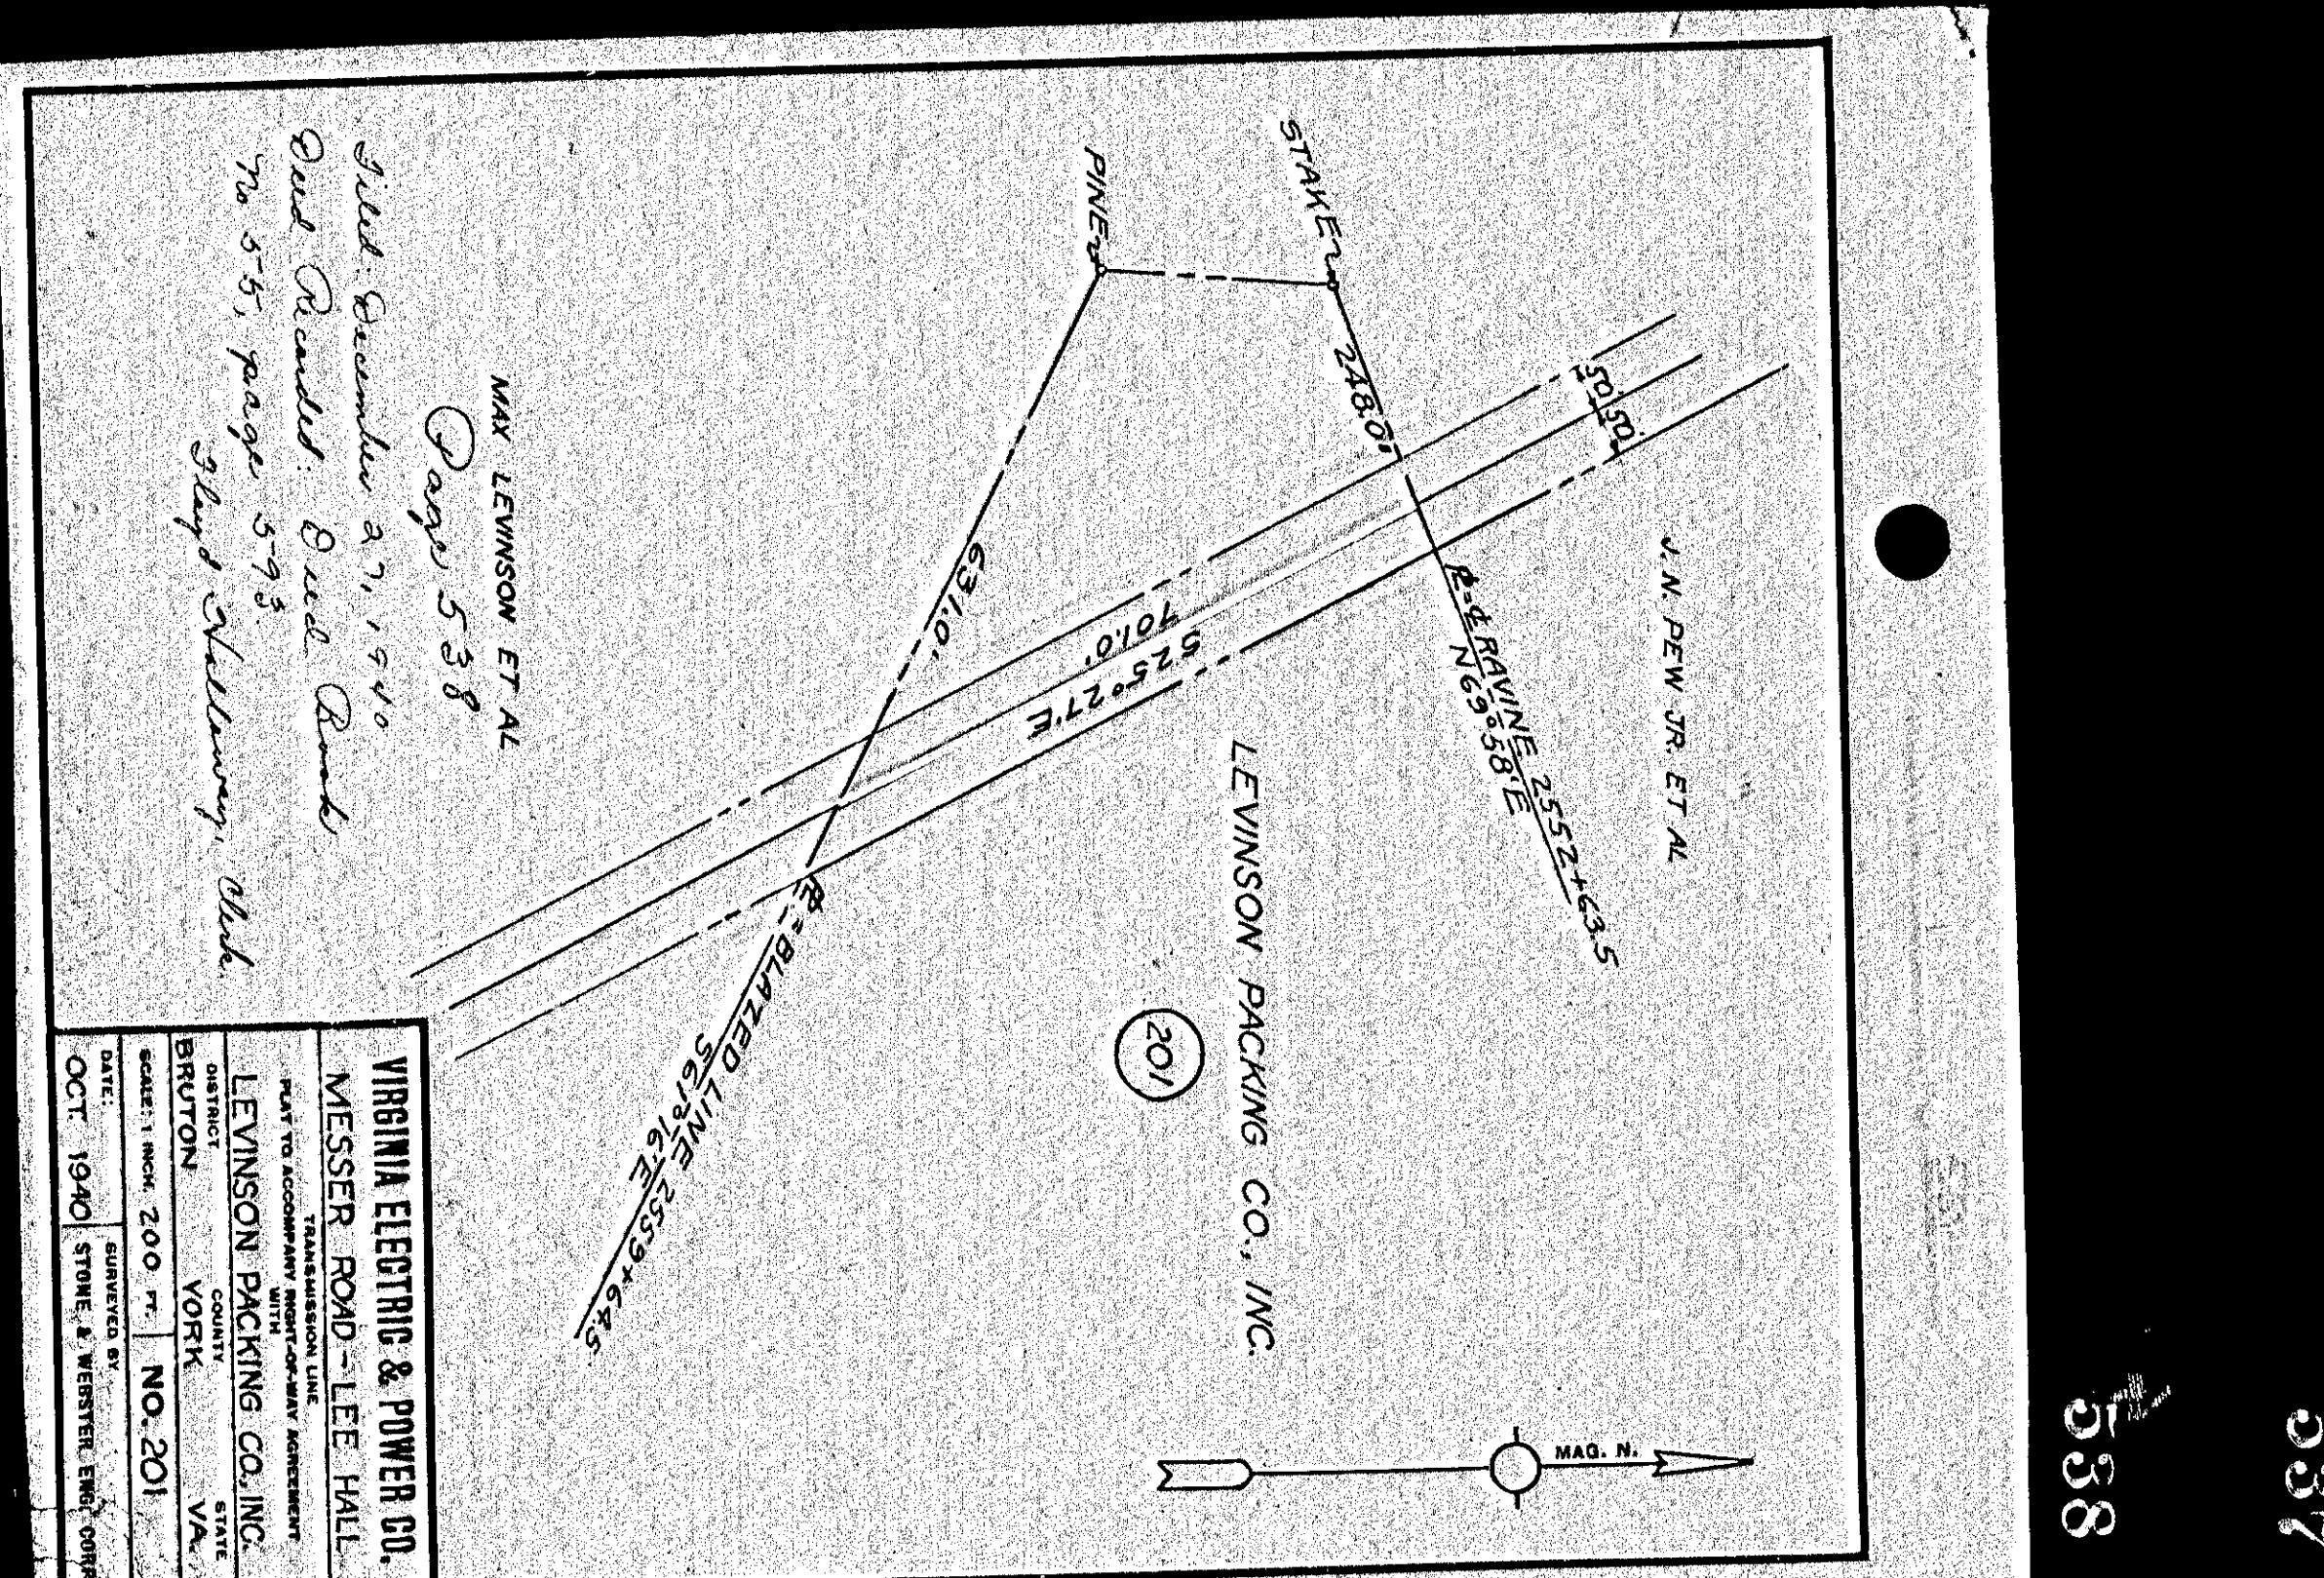 STAKE
PINE
248.0'
50' 50'
J. N. PEW JR. ET AL
℄ RAVINE 2552+63.5
N69°58'E
631.0'
701.0'
S25°27'E
LEVINSON PACKING CO., INC.
201
MAX LEVINSON ET AL
Page 538
Filed: December 27, 1940
Deed Recorded: Deed Book
No 55, page 593
Floyd Holloway, Clerk.
=BLAZED LINE 2559+64.5
S61°16'E
MAG. N.
VIRGINIA ELECTRIC & POWER CO.
MESSER ROAD-LEE HALL
TRANSMISSION LINE
PLAT TO ACCOMPANY RIGHT-OF-WAY AGREEMENT
WITH
LEVINSON PACKING CO., INC.
DISTRICT COUNTY STATE
BRUTON YORK VA.
SCALE: 1 INCH. 200 FT. NO. 201
DATE: SURVEYED BY
OCT. 1940 STONE & WEBSTER ENG. CORP
538
537